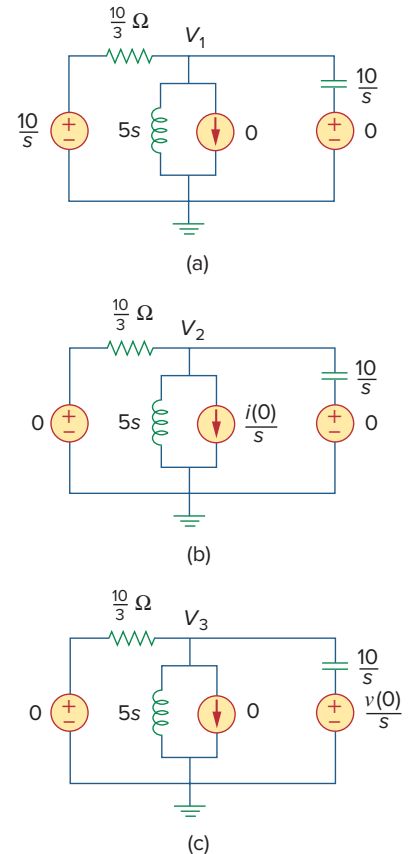 10/3 Ω
V₁
10/s
10/s
5s
0
0
(a)
10/3 Ω
V₂
10/s
0
5s
i(0)/s
0
(b)
10/3 Ω
V₃
10/s
0
5s
0
v(0)/s
(c)